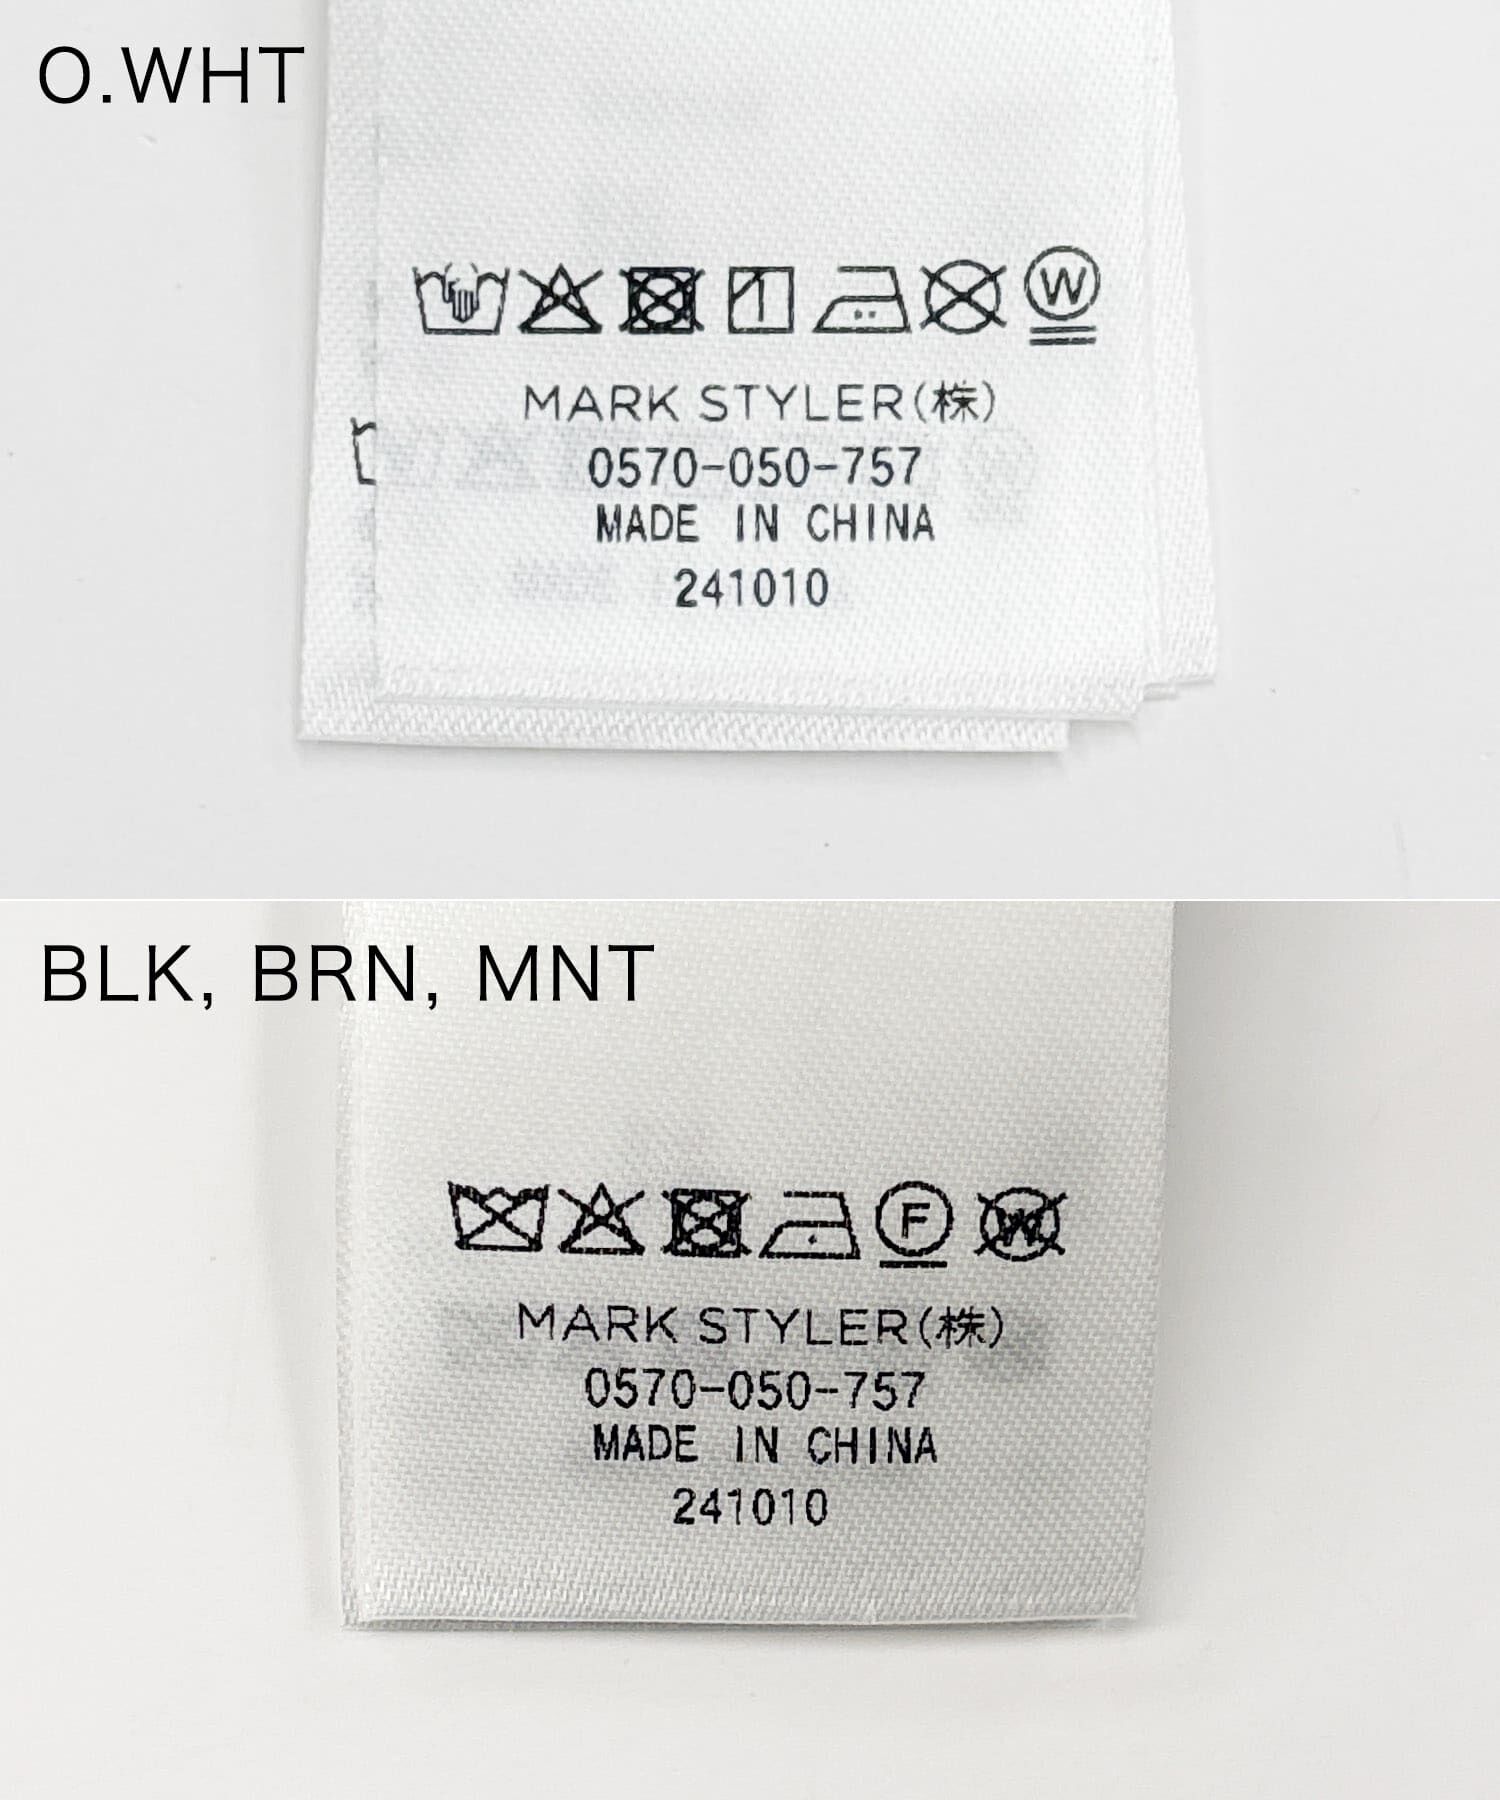 O.WHT
W
MARK STYLER(株)
0570-050-757
MADE IN CHINA
241010
BLK, BRN, MNT
F W
MARK STYLER(株)
0570-050-757
MADE IN CHINA
241010